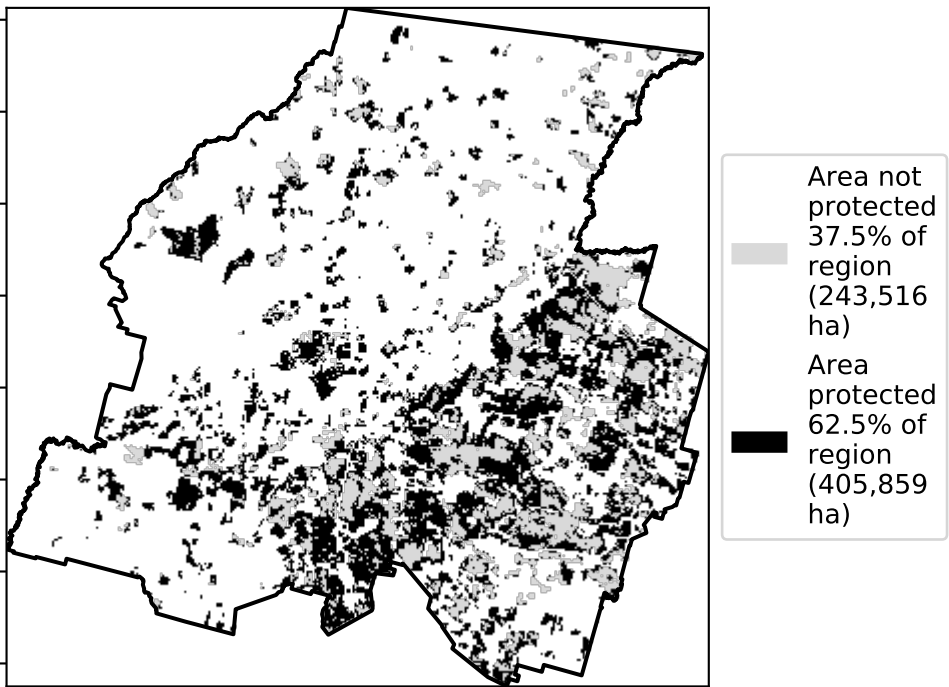 Area not
protected
37.5% of
region
(243,516
ha)
Area
protected
62.5% of
region
(405,859
ha)